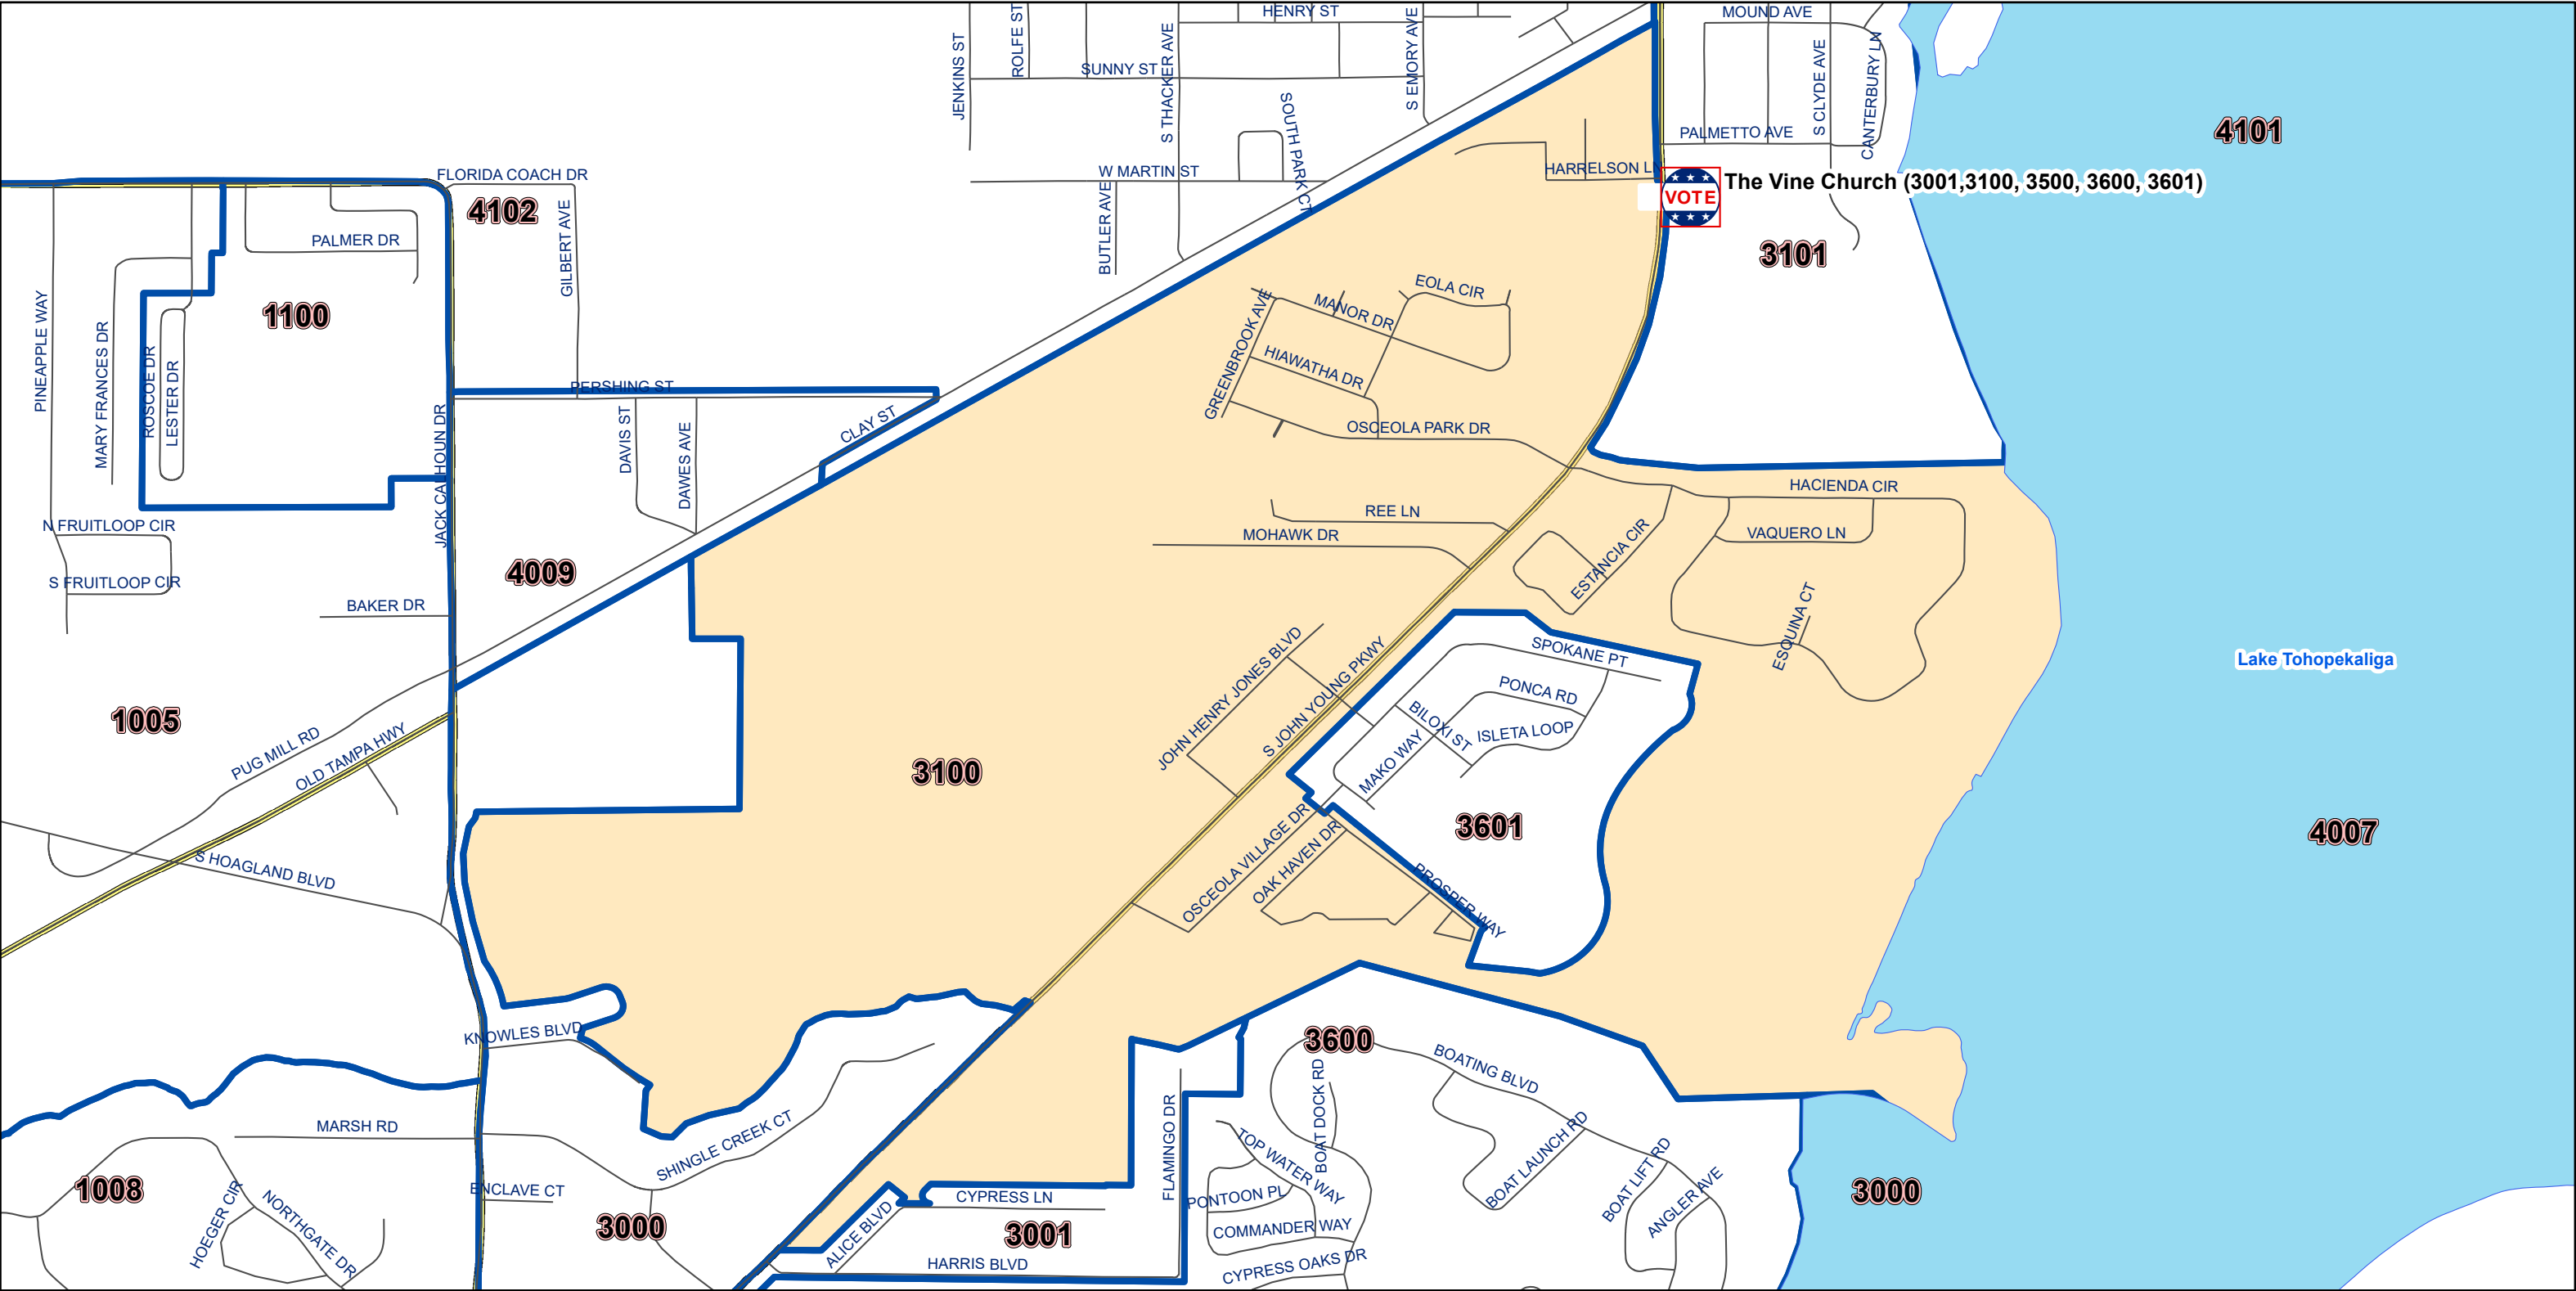 HENRY ST
MOUND AVE
JENKINS ST
ROLFE ST
SUNNY ST
S THACKER AVE
S EMORY AVE
S CLYDE AVE
CANTERBURY LN
SOUTH PARK CT
PALMETTO AVE
4101
FLORIDA COACH DR
4102
W MARTIN ST
BUTLER AVE
HARRELSON LN
VOTE
The Vine Church (3001,3100, 3500, 3600, 3601)
3101
PALMER DR
GILBERT AVE
1100
PINEAPPLE WAY
MARY FRANCES DR
ROSCOE DR
LESTER DR
EOLA CIR
MANOR DR
GREENBROOK AVE
HIAWATHA DR
PERSHING ST
CLAY ST
DAVIS ST
DAWES AVE
JACK CALHOUN DR
OSCEOLA PARK DR
HACIENDA CIR
REE LN
MOHAWK DR
VAQUERO LN
ESTANCIA CIR
N FRUITLOOP CIR
S FRUITLOOP CIR
4009
BAKER DR
ESQUINA CT
SPOKANE PT
Lake Tohopekaliga
JOHN HENRY JONES BLVD
S JOHN YOUNG PKWY
PONCA RD
BILOXI ST
ISLETA LOOP
MAKO WAY
1005
PUG MILL RD
OLD TAMPA HWY
3100
3601
4007
S HOAGLAND BLVD
OSCEOLA VILLAGE DR
OAK HAVEN DR
PROSPER WAY
KNOWLES BLVD
3600
BOATING BLVD
BOAT DOCK RD
MARSH RD
SHINGLE CREEK CT
FLAMINGO DR
TOP WATER WAY
BOAT LAUNCH RD
BOAT LIFT RD
ANGLER AVE
1008
HOEGER CIR
NORTHGATE DR
ENCLAVE CT
3000
CYPRESS LN
PONTOON PL
3000
ALICE BLVD
3001
COMMANDER WAY
HARRIS BLVD
CYPRESS OAKS DR